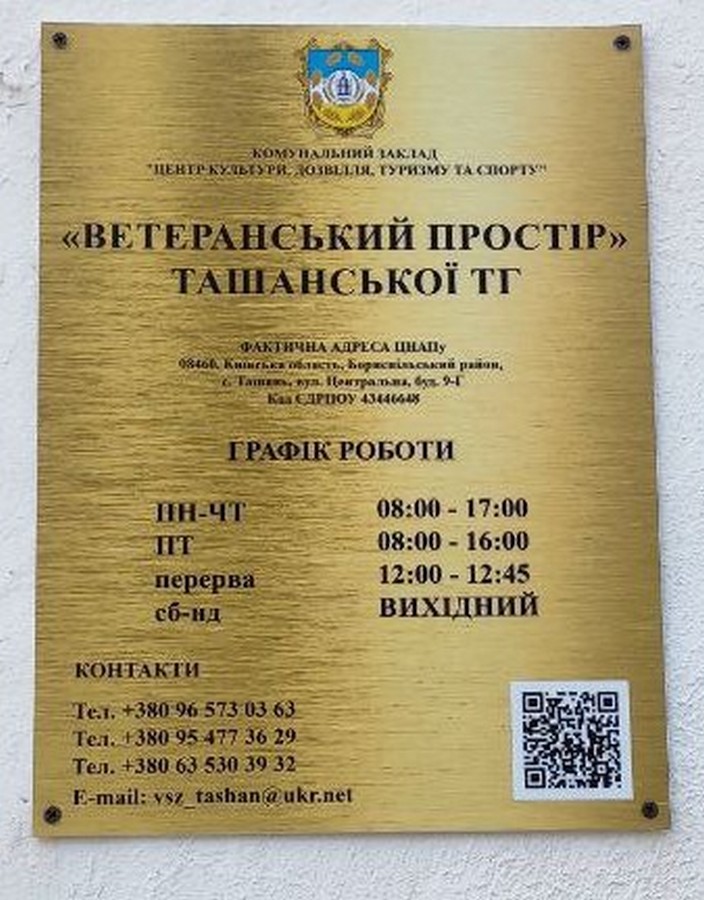 КОМУНАЛЬНИЙ ЗАКЛАД
"ЦЕНТР КУЛЬТУРИ, ДОЗВІЛЛЯ, ТУРИЗМУ ТА СПОРТУ"
«ВЕТЕРАНСЬКИЙ ПРОСТІР»
ТАШАНСЬКОЇ ТГ
ФАКТИЧНА АДРЕСА ЦНАПу
08460, Київська область, Бориспільський район,
с. Ташань, вул. Центральна, буд. 9-Г
Код ЄДРПОУ 43446648
ГРАФІК РОБОТИ
ПН-ЧТ 08:00 - 17:00
ПТ 08:00 - 16:00
перерва 12:00 - 12:45
сб-нд ВИХІДНИЙ
КОНТАКТИ
Тел. +380 96 573 03 63
Тел. +380 95 477 36 29
Тел. +380 63 530 39 32
E-mail: vsz_tashan@ukr.net